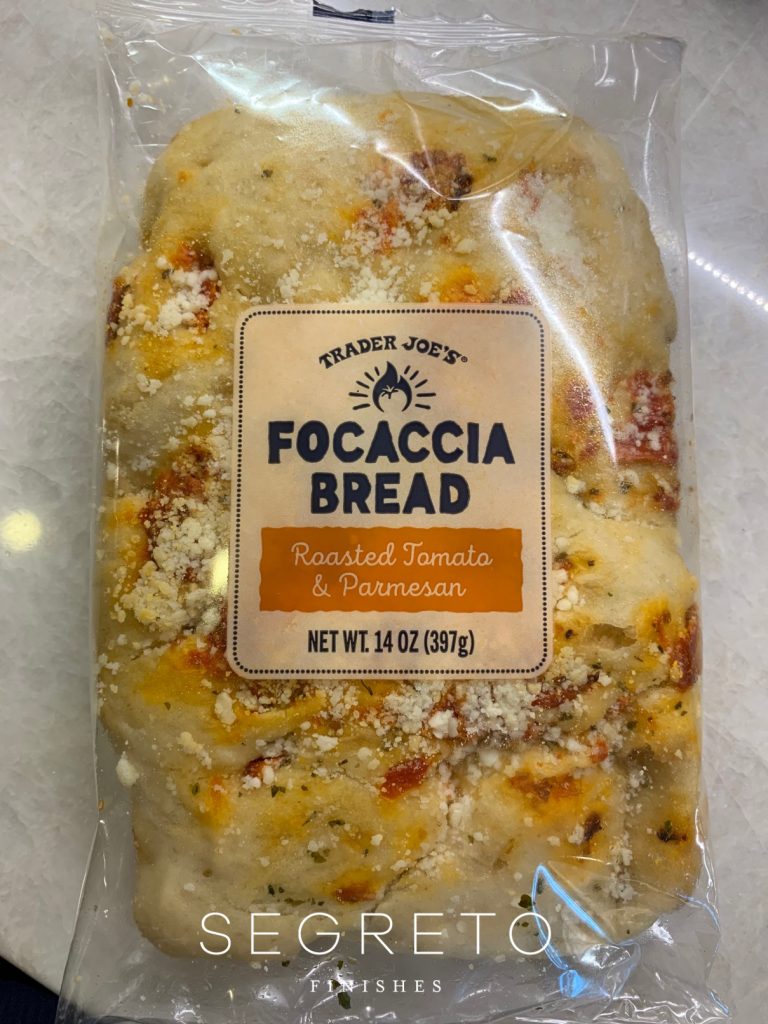 TRADER JOE'S®
FOCACCIA
BREAD
Roasted Tomato
& Parmesan
NET WT. 14 OZ (397g)
SEGRETO
FINISHES